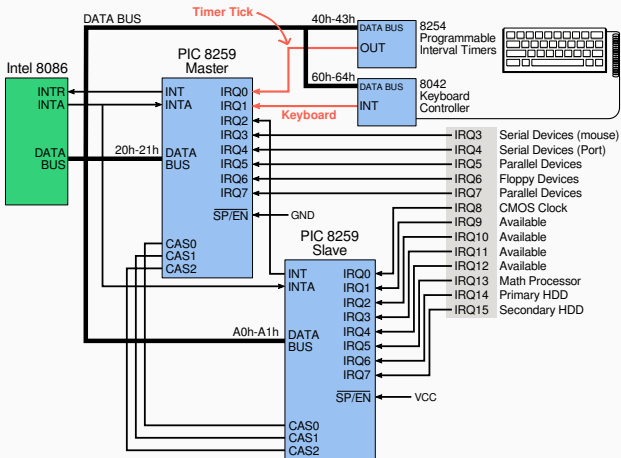 Timer Tick
DATA BUS
40h-43h
DATA BUS
OUT
8254
Programmable
Interval Timers
PIC 8259
Master
60h-64h
DATA BUS
INT
8042
Keyboard
Controller
Keyboard
Intel 8086
INTR
INTA
DATA
BUS
20h-21h
INT
INTA
DATA
BUS
IRQ0
IRQ1
IRQ2
IRQ3
IRQ4
IRQ5
IRQ6
IRQ7
SP/EN
GND
CAS0
CAS1
CAS2
IRQ3 Serial Devices (mouse)
IRQ4 Serial Devices (Port)
IRQ5 Parallel Devices
IRQ6 Floppy Devices
IRQ7 Parallel Devices
IRQ8 CMOS Clock
IRQ9 Available
IRQ10 Available
IRQ11 Available
IRQ12 Available
IRQ13 Math Processor
IRQ14 Primary HDD
IRQ15 Secondary HDD
PIC 8259
Slave
INT
INTA
A0h-A1h
DATA
BUS
IRQ0
IRQ1
IRQ2
IRQ3
IRQ4
IRQ5
IRQ6
IRQ7
SP/EN
VCC
CAS0
CAS1
CAS2